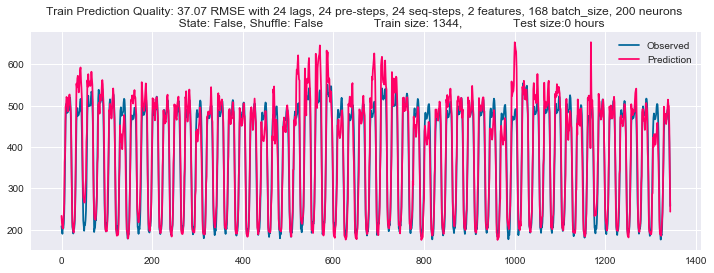 Train Prediction Quality: 37.07 RMSE with 24 lags, 24 pre-steps, 24 seq-steps, 2 features, 168 batch_size, 200 neurons
State: False, Shuffle: False Train size: 1344, Test size:0 hours
Observed
Prediction
600
500
400
300
200
0 200 400 600 800 1000 1200 1400